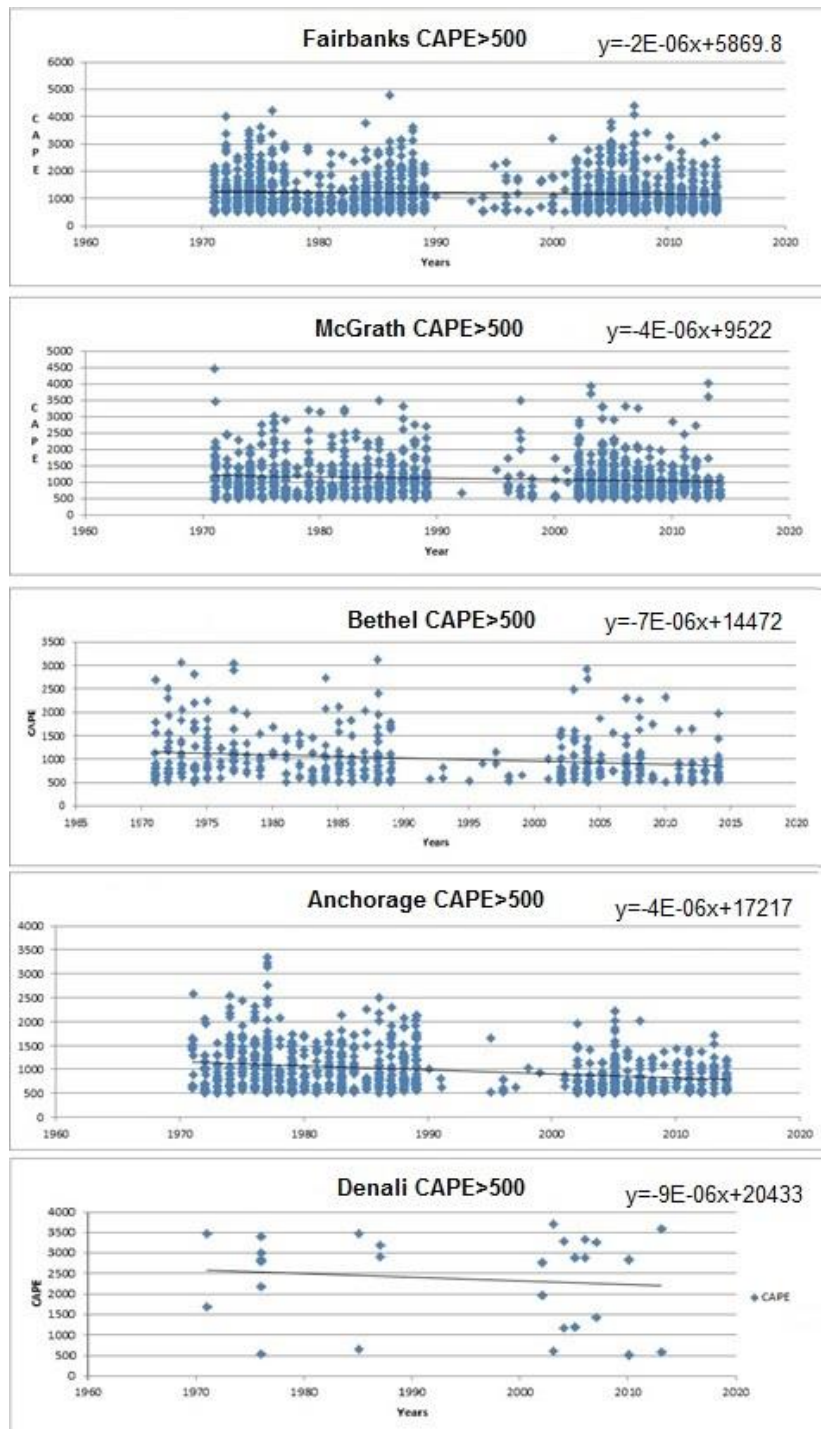 Fairbanks CAPE>500
y=-2E-06x+5869.8
6000
5000
4000
3000
2000
1000
0
C
A
P
E
1960 1970 1980 1990 2000 2010 2020
Years
McGrath CAPE>500
y=-4E-06x+9522
5000
4500
4000
3500
3000
2500
2000
1500
1000
500
0
C
A
P
E
1960 1970 1980 1990 2000 2010 2020
Year
Bethel CAPE>500
y=-7E-06x+14472
3500
3000
2500
2000
1500
1000
500
0
CAPE
1965 1970 1975 1980 1985 1990 1995 2000 2005 2010 2015 2020
Years
Anchorage CAPE>500
y=-4E-06x+17217
4000
3500
3000
2500
2000
1500
1000
500
0
1960 1970 1980 1990 2000 2010 2020
Denali CAPE>500
y=-9E-06x+20433
4000
3500
3000
2500
2000
1500
1000
500
0
CAPE
CAPE
1960 1970 1980 1990 2000 2010 2020
Years